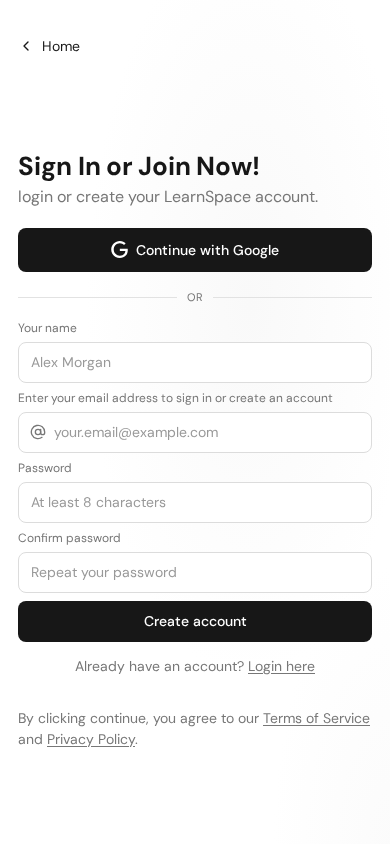 Home
Sign In or Join Now!
login or create your LearnSpace account.
Continue with Google
OR
Your name
Alex Morgan
Enter your email address to sign in or create an account
your.email@example.com
Password
At least 8 characters
Confirm password
Repeat your password
Create account
Already have an account? Login here
By clicking continue, you agree to our Terms of Service
and Privacy Policy.